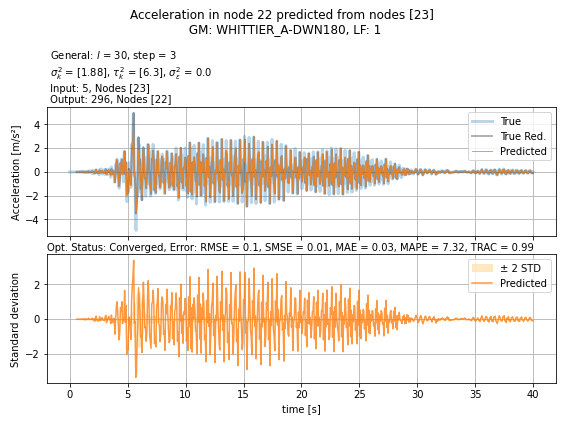 Acceleration in node 22 predicted from nodes [23]
GM: WHITTIER_A-DWN180, LF: 1
General: l = 30, step = 3
σ²ₖ = [1.88], τ²ₖ = [6.3], σ²ε = 0.0
Input: 5, Nodes [23]
Output: 296, Nodes [22]
Acceleration [m/s²]
4
2
0
−2
−4
True
True Red.
Predicted
Opt. Status: Converged, Error: RMSE = 0.1, SMSE = 0.01, MAE = 0.03, MAPE = 7.32, TRAC = 0.99
Standard deviation
2
0
−2
± 2 STD
Predicted
0 5 10 15 20 25 30 35 40
time [s]